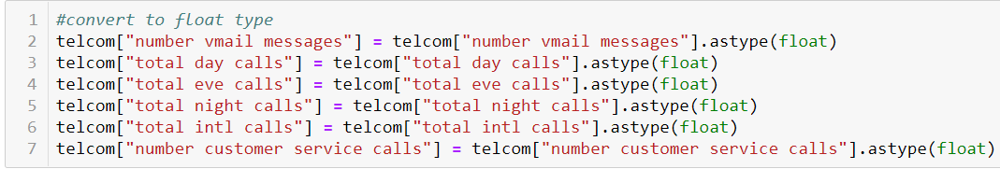 1 #convert to float type
2 telcom["number vmail messages"] = telcom["number vmail messages"].astype(float)
3 telcom["total day calls"] = telcom["total day calls"].astype(float)
4 telcom["total eve calls"] = telcom["total eve calls"].astype(float)
5 telcom["total night calls"] = telcom["total night calls"].astype(float)
6 telcom["total intl calls"] = telcom["total intl calls"].astype(float)
7 telcom["number customer service calls"] = telcom["number customer service calls"].astype(float)